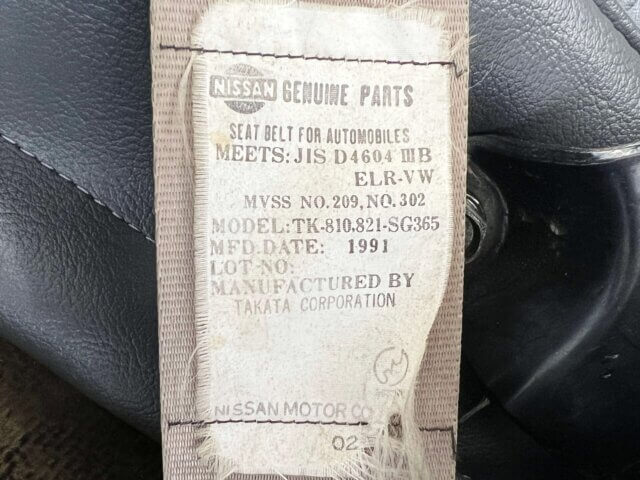 NISSAN GENUINE PARTS
SEAT BELT FOR AUTOMOBILES
MEETS: JIS D4604 III B
ELR-VW
MVSS NO.209, NO.302
MODEL: TK-810,821-SG365
MFD.DATE: 1991
LOT NO:
MANUFACTURED BY
TAKATA CORPORATION
NISSAN MOTOR CO
02